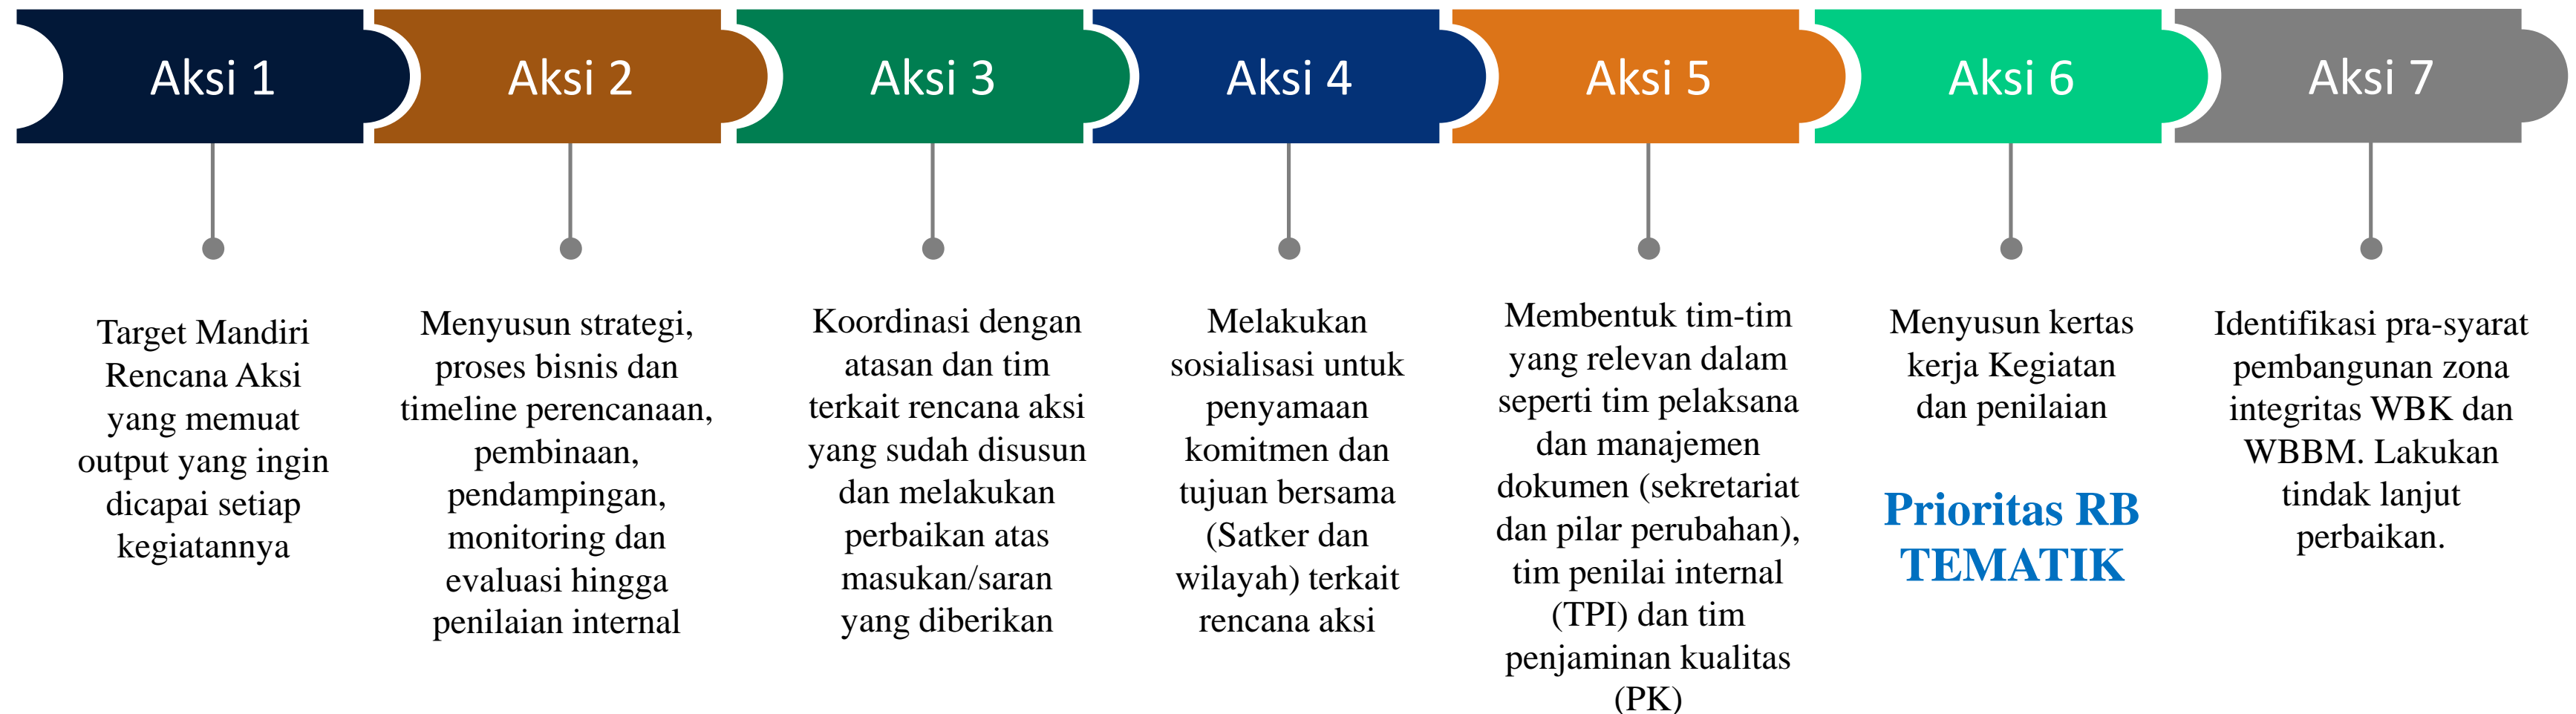 Aksi 1
Target Mandiri
Rencana Aksi
yang memuat
output yang ingin
dicapai setiap
kegiatannya
Aksi 2
Menyusun strategi,
proses bisnis dan
timeline perencanaan,
pembinaan,
pendampingan,
monitoring dan
evaluasi hingga
penilaian internal
Aksi 3
Koordinasi dengan
atasan dan tim
terkait rencana aksi
yang sudah disusun
dan melakukan
perbaikan atas
masukan/saran
yang diberikan
Aksi 4
Melakukan
sosialisasi untuk
penyamaan
komitmen dan
tujuan bersama
(Satker dan
wilayah) terkait
rencana aksi
Aksi 5
Membentuk tim-tim
yang relevan dalam
seperti tim pelaksana
dan manajemen
dokumen (sekretariat
dan pilar perubahan),
tim penilai internal
(TPI) dan tim
penjaminan kualitas
(PK)
Aksi 6
Menyusun kertas
kerja Kegiatan
dan penilaian
Prioritas RB
TEMATIK
Aksi 7
Identifikasi pra-syarat
pembangunan zona
integritas WBK dan
WBBM. Lakukan
tindak lanjut
perbaikan.